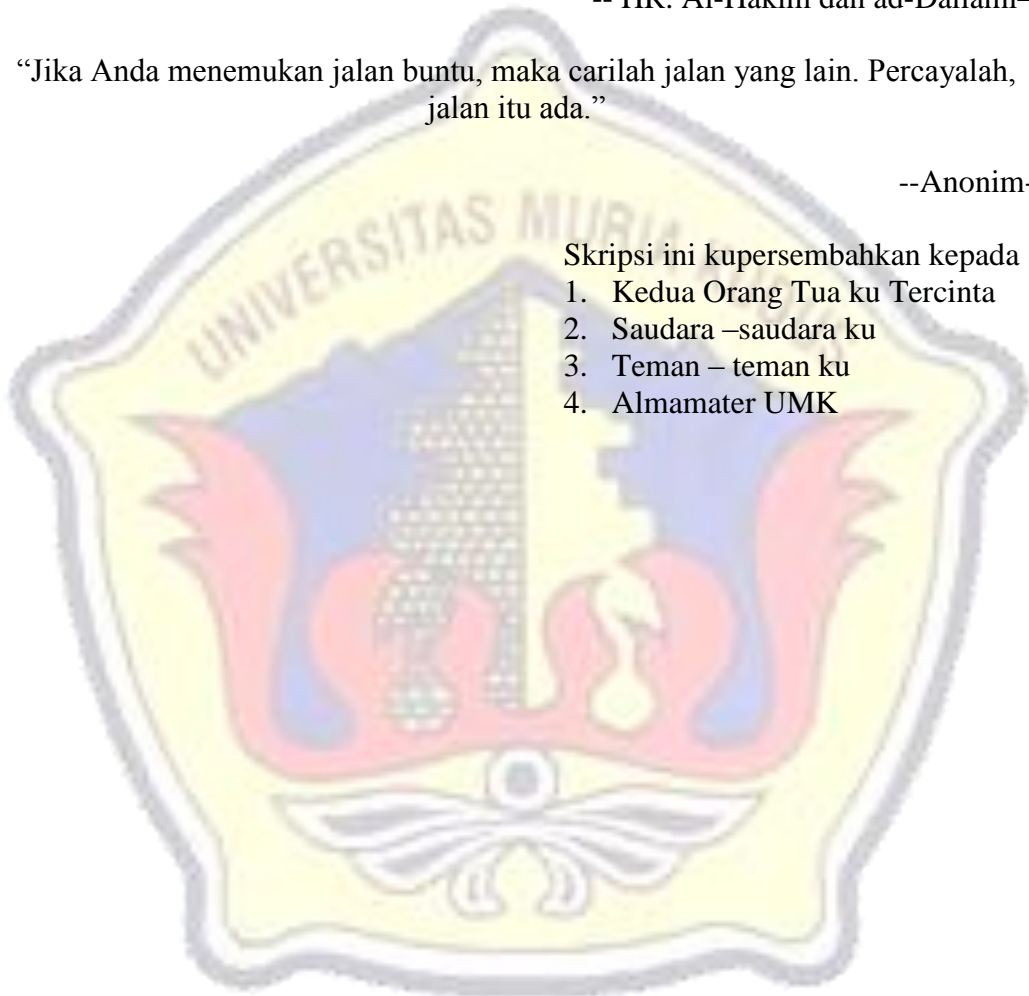 -- HR. Al-Hakim dan ad-Dailami–
“Jika Anda menemukan jalan buntu, maka carilah jalan yang lain. Percayalah,
jalan itu ada.”
--Anonim-
UNIVERSITAS MURIA
Skripsi ini kupersembahkan kepada
1. Kedua Orang Tua ku Tercinta
2. Saudara –saudara ku
3. Teman – teman ku
4. Almamater UMK